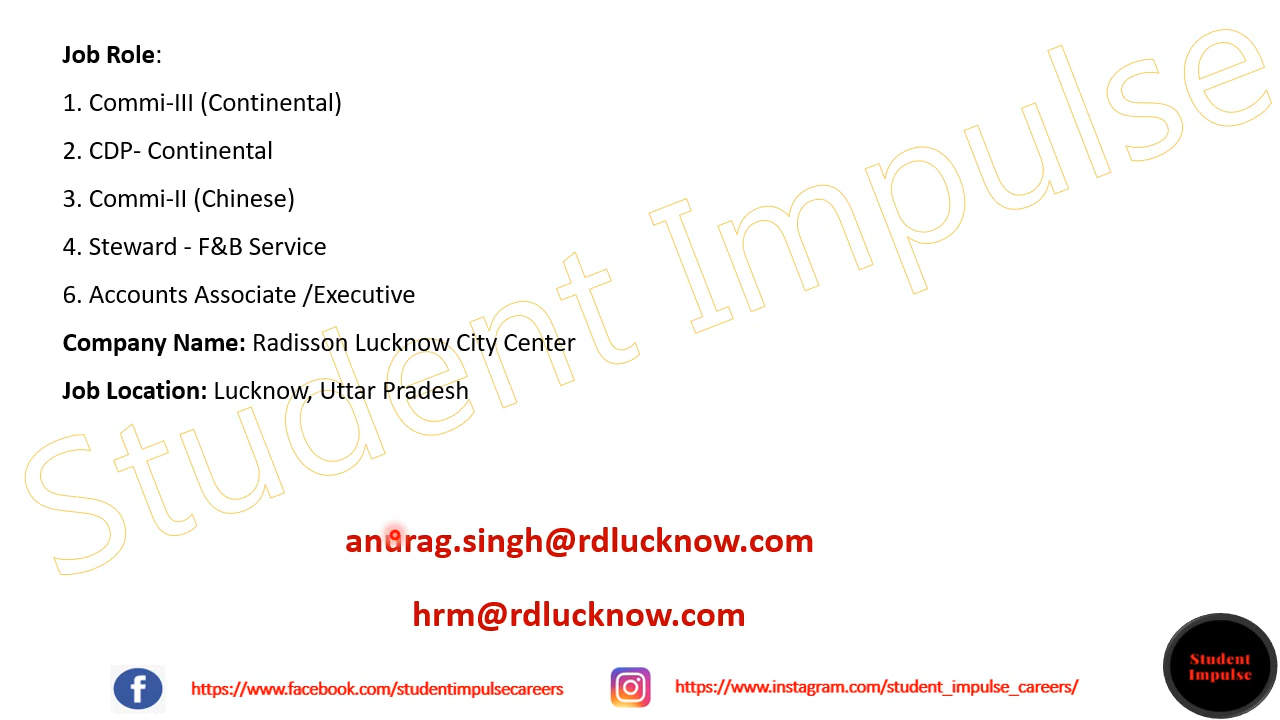 Job Role:
1. Commi-III (Continental)
2. CDP- Continental
3. Commi-II (Chinese)
4. Steward - F&B Service
6. Accounts Associate /Executive
Company Name: Radisson Lucknow City Center
Job Location: Lucknow, Uttar Pradesh
Student Impulse
anurag.singh@rdlucknow.com
hrm@rdlucknow.com
https://www.facebook.com/studentimpulsecareers
https://www.instagram.com/student_impulse_careers/
Student
Impulse